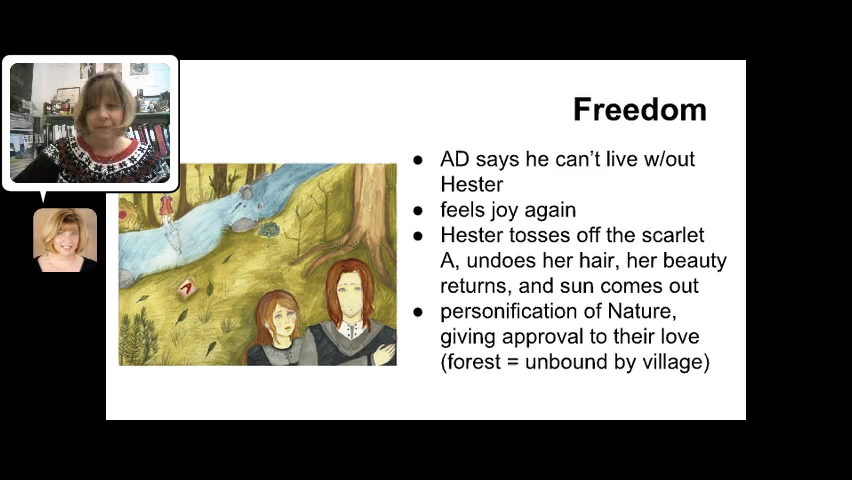 Freedom
● AD says he can't live w/out
Hester
● feels joy again
● Hester tosses off the scarlet
A, undoes her hair, her beauty
returns, and sun comes out
● personification of Nature,
giving approval to their love
(forest = unbound by village)
A